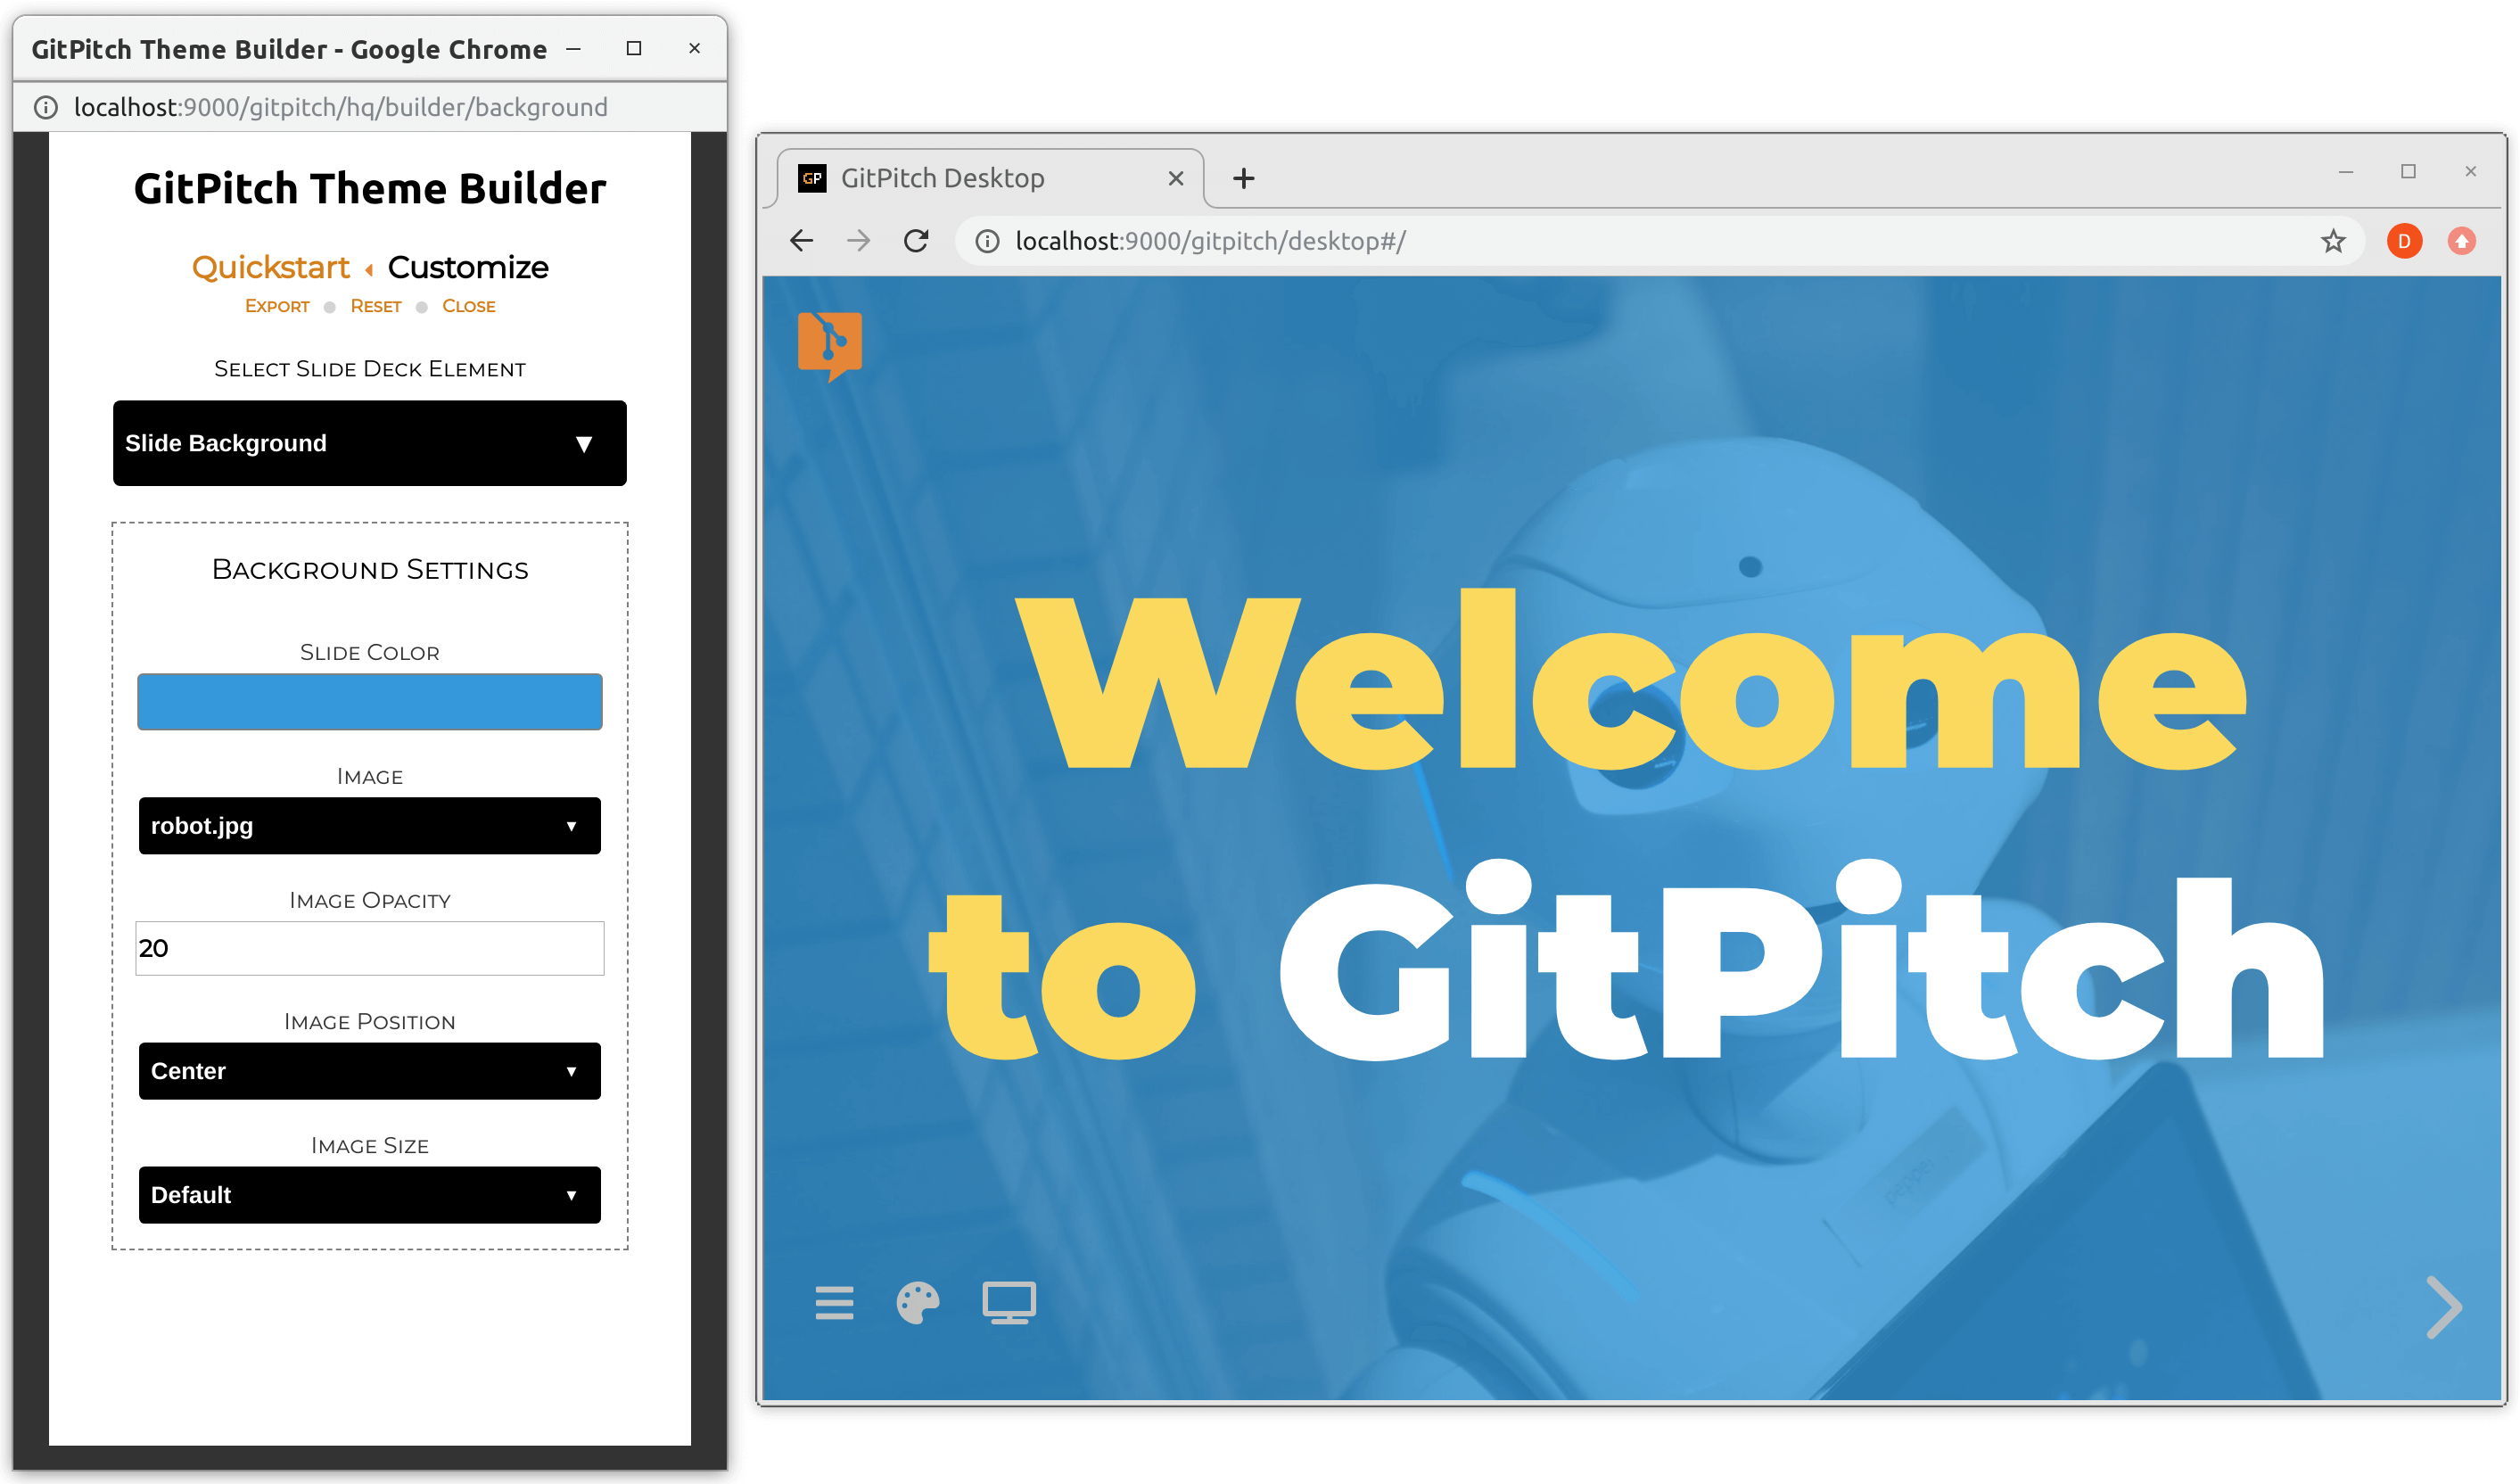 GitPitch Theme Builder - Google Chrome
localhost:9000/gitpitch/hq/builder/background
GitPitch Theme Builder
Quickstart Customize
Export Reset Close
Select Slide Deck Element
Slide Background
Background Settings
Slide Color
Image
robot.jpg
Image Opacity
20
Image Position
Center
Image Size
Default
GP GitPitch Desktop
localhost:9000/gitpitch/desktop#/
D
Welcome
to GitPitch
pepper